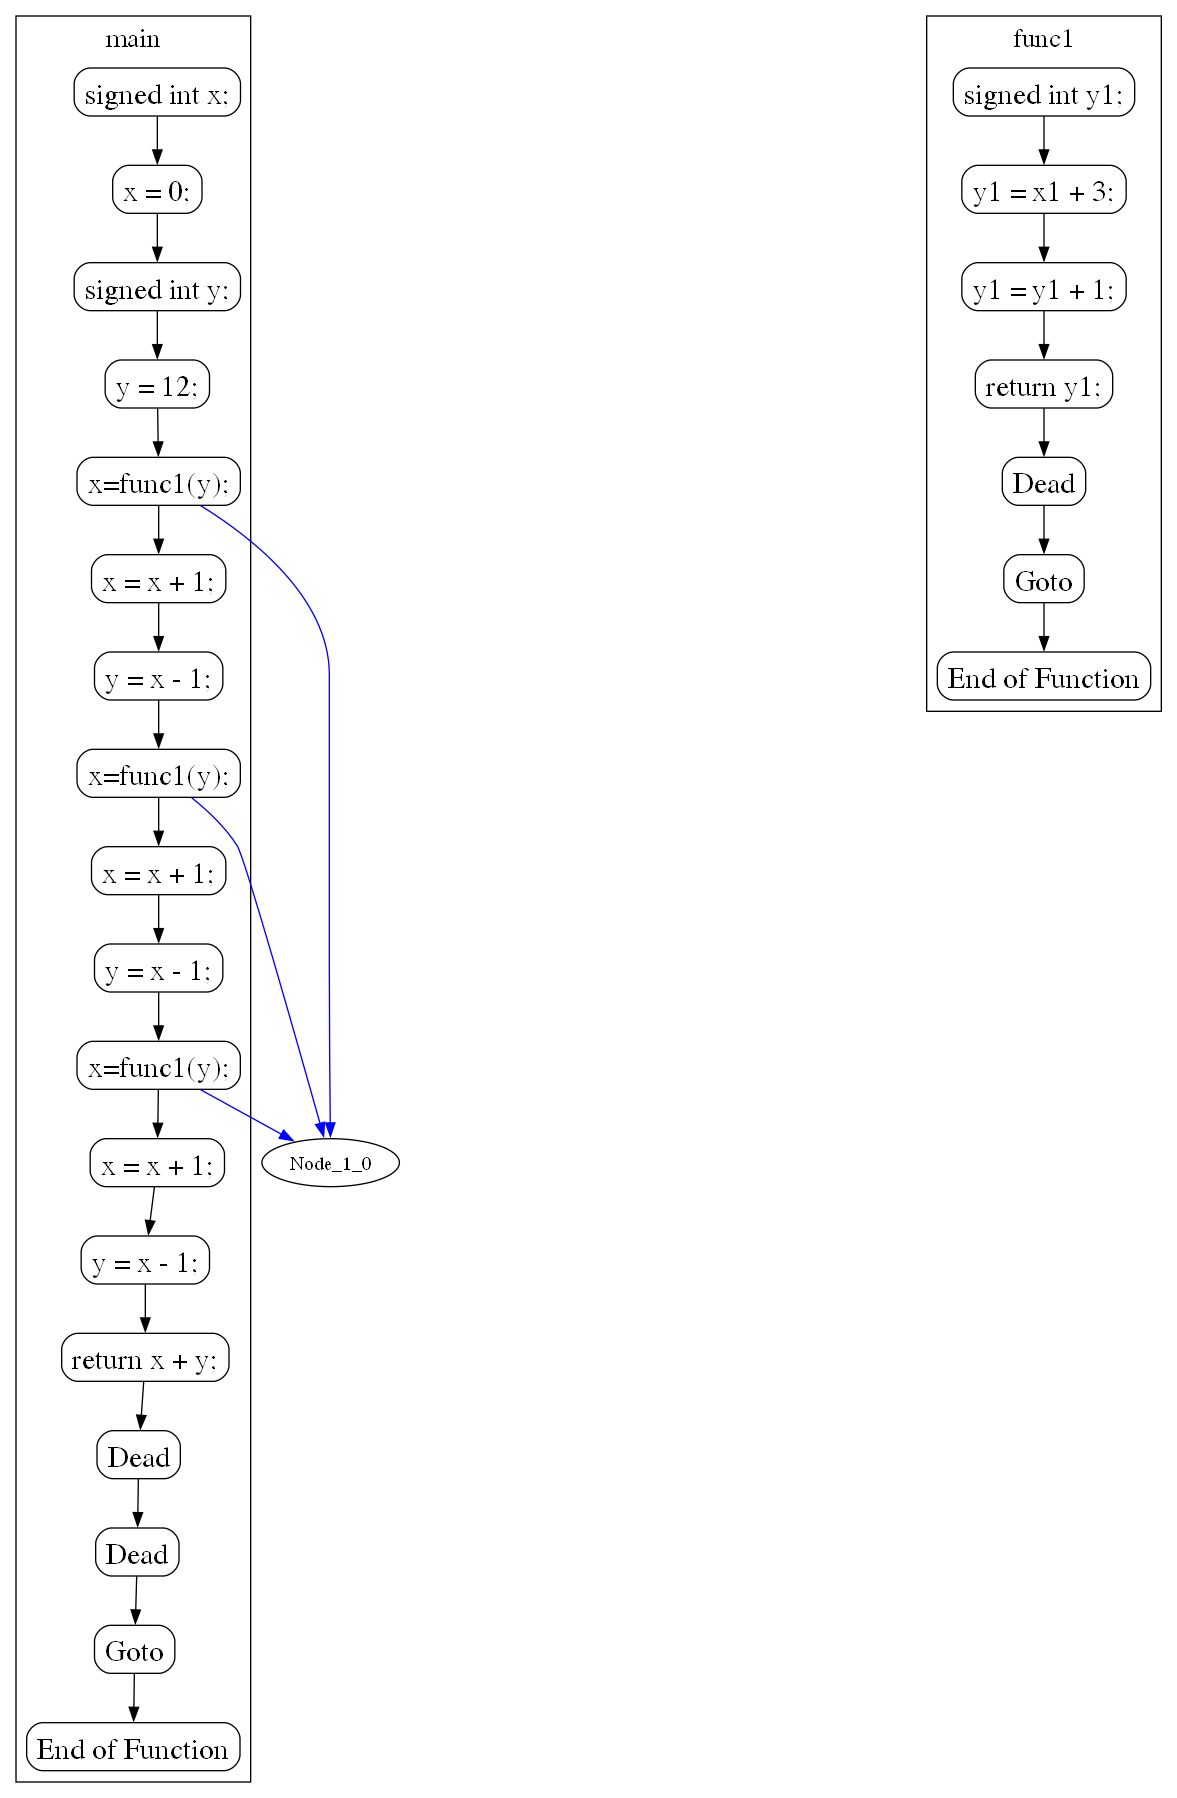 main
signed int x;
x = 0;
signed int y;
y = 12;
x=func1(y);
x = x + 1;
y = x - 1;
x=func1(y);
x = x + 1;
y = x - 1;
x=func1(y);
x = x + 1;
y = x - 1;
return x + y;
Dead
Dead
Goto
End of Function
Node_1_0
func1
signed int y1;
y1 = x1 + 3;
y1 = y1 + 1;
return y1;
Dead
Goto
End of Function